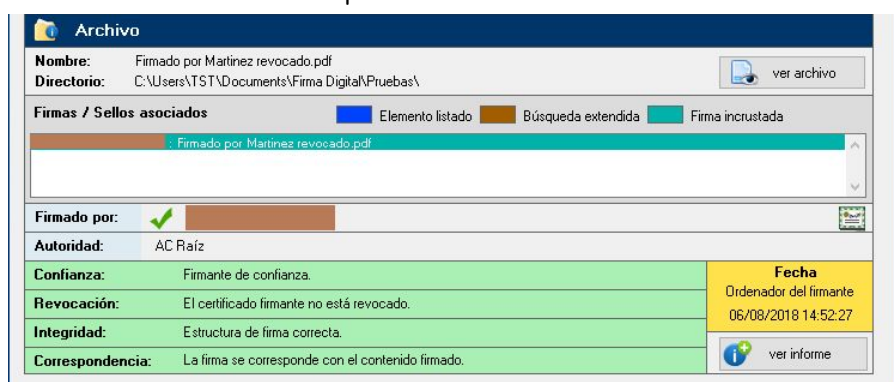 Archivo
Nombre: Firmado por Martinez revocado.pdf
Directorio: C:\Users\TST\Documents\Firma Digital\Pruebas\
ver archivo
Firmas / Sellos asociados Elemento listado Búsqueda extendida Firma incrustada
: Firmado por Martinez revocado.pdf
Firmado por:
Autoridad: AC Raíz
Confianza: Firmante de confianza.
Revocación: El certificado firmante no está revocado.
Integridad: Estructura de firma correcta.
Correspondencia: La firma se corresponde con el contenido firmado.
Fecha
Ordenador del firmante
06/08/2018 14:52:27
ver informe